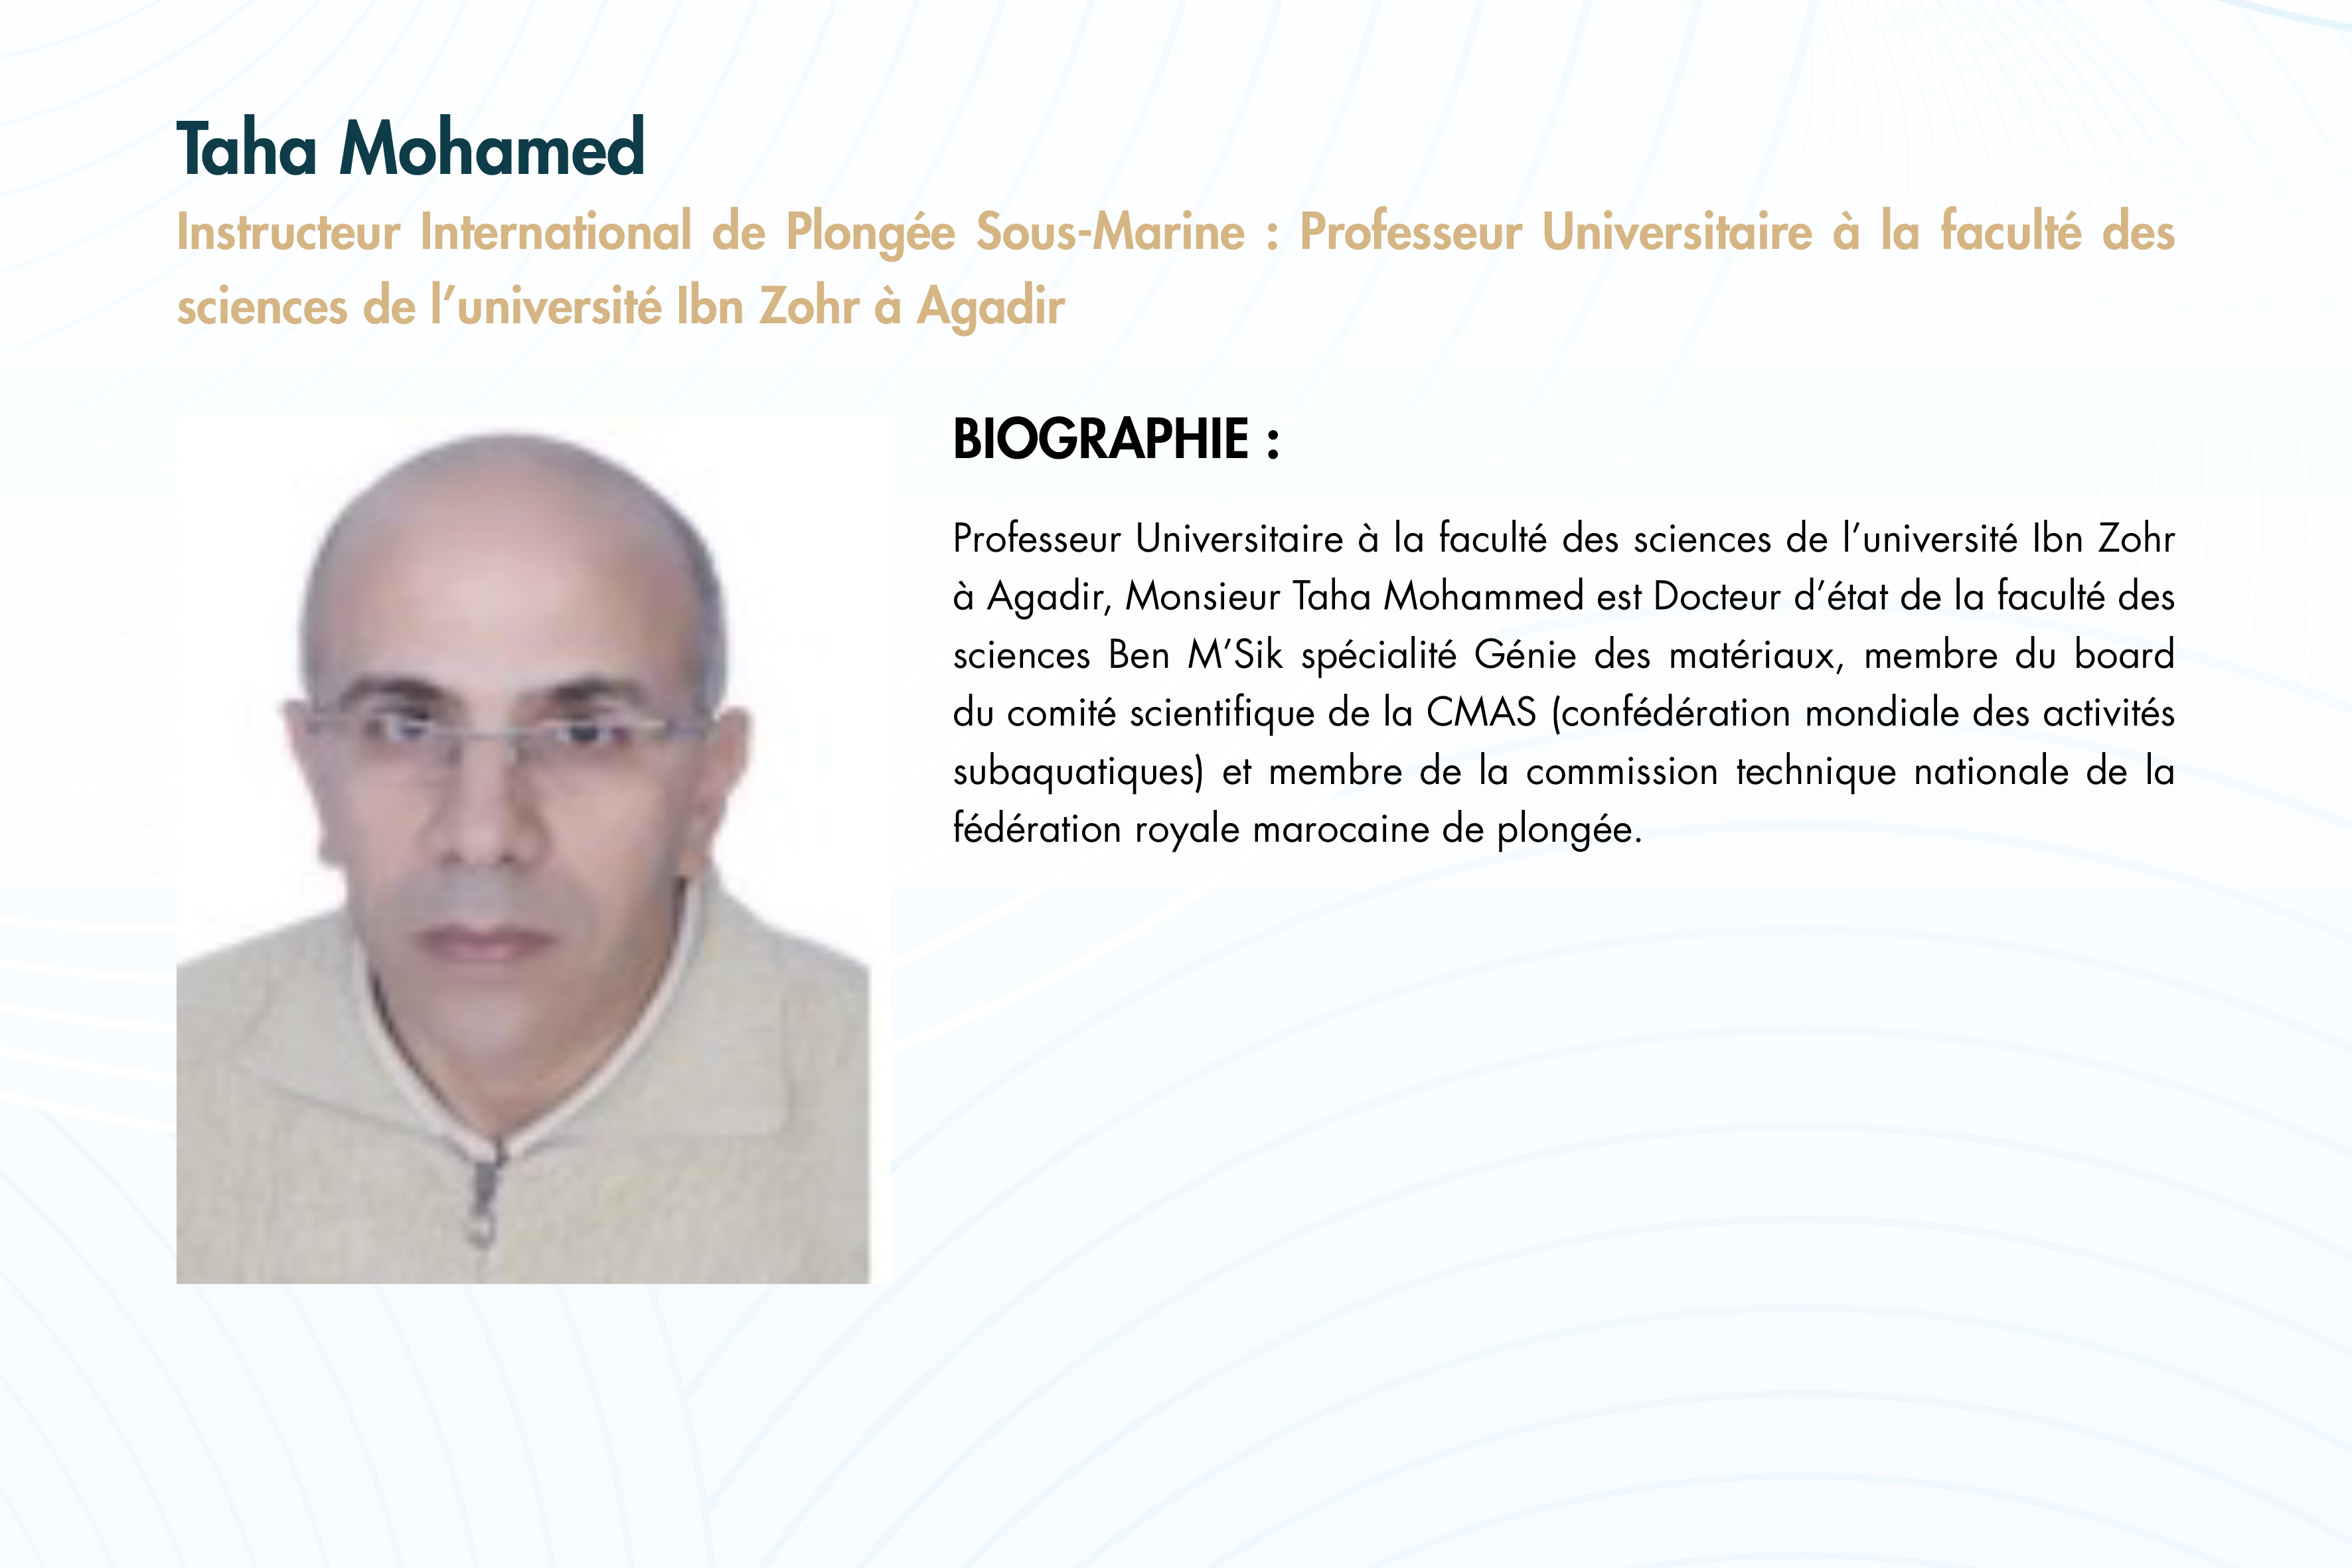 Taha Mohamed
Instructeur International de Plongée Sous-Marine : Professeur Universitaire à la faculté des
sciences de l’université Ibn Zohr à Agadir
BIOGRAPHIE :
Professeur Universitaire à la faculté des sciences de l’université Ibn Zohr
à Agadir, Monsieur Taha Mohammed est Docteur d’état de la faculté des
sciences Ben M’Sik spécialité Génie des matériaux, membre du board
du comité scientifique de la CMAS (confédération mondiale des activités
subaquatiques) et membre de la commission technique nationale de la
fédération royale marocaine de plongée.